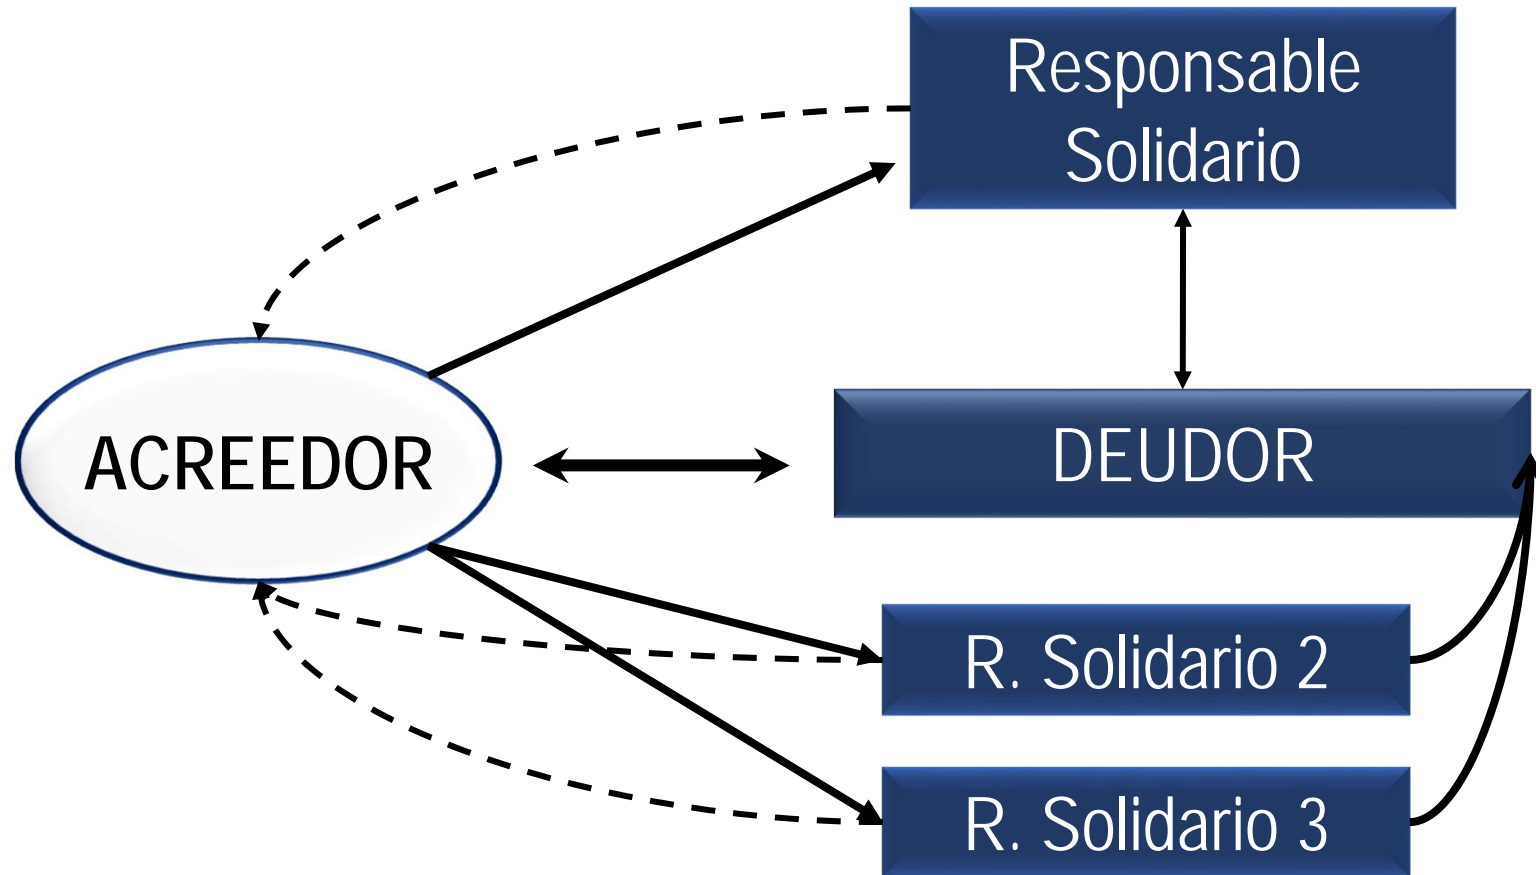 Responsable
Solidario
ACREEDOR
DEUDOR
R. Solidario 2
R. Solidario 3